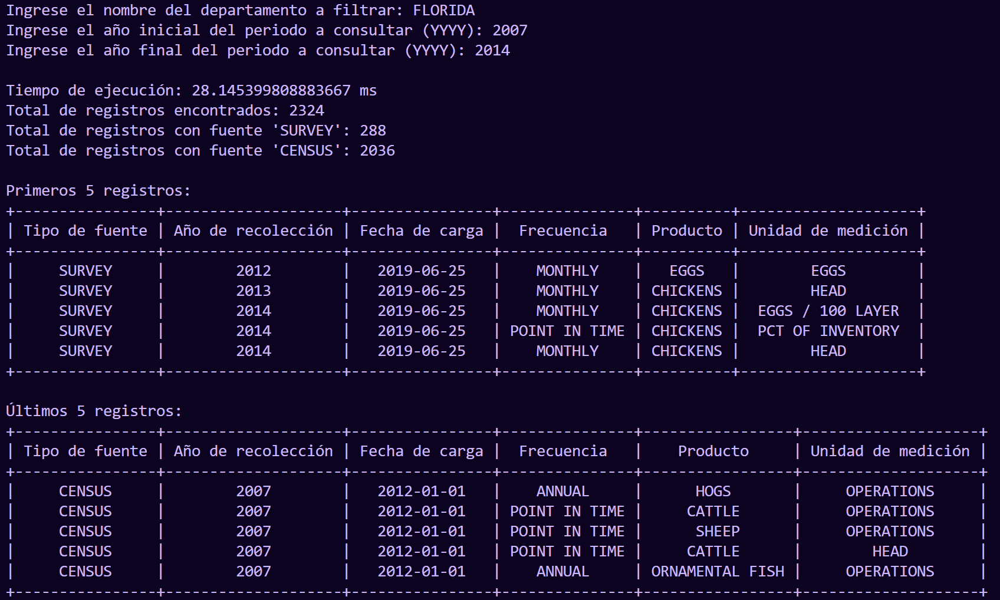 Ingrese el nombre del departamento a filtrar: FLORIDA
Ingrese el año inicial del periodo a consultar (YYYY): 2007
Ingrese el año final del periodo a consultar (YYYY): 2014

Tiempo de ejecución: 28.145399808883667 ms
Total de registros encontrados: 2324
Total de registros con fuente 'SURVEY': 288
Total de registros con fuente 'CENSUS': 2036

Primeros 5 registros:
+----------------+--------------------+----------------+---------------+----------+--------------------+
| Tipo de fuente | Año de recolección | Fecha de carga |  Frecuencia   | Producto | Unidad de medición |
+----------------+--------------------+----------------+---------------+----------+--------------------+
|     SURVEY     |        2012        |   2019-06-25   |    MONTHLY    |   EGGS   |        EGGS        |
|     SURVEY     |        2013        |   2019-06-25   |    MONTHLY    | CHICKENS |        HEAD        |
|     SURVEY     |        2014        |   2019-06-25   |    MONTHLY    | CHICKENS |  EGGS / 100 LAYER  |
|     SURVEY     |        2014        |   2019-06-25   | POINT IN TIME | CHICKENS |  PCT OF INVENTORY  |
|     SURVEY     |        2014        |   2019-06-25   |    MONTHLY    | CHICKENS |        HEAD        |
+----------------+--------------------+----------------+---------------+----------+--------------------+

Últimos 5 registros:
+----------------+--------------------+----------------+---------------+-----------------+--------------------+
| Tipo de fuente | Año de recolección | Fecha de carga |  Frecuencia   |    Producto     | Unidad de medición |
+----------------+--------------------+----------------+---------------+-----------------+--------------------+
|     CENSUS     |        2007        |   2012-01-01   |    ANNUAL     |      HOGS       |     OPERATIONS     |
|     CENSUS     |        2007        |   2012-01-01   | POINT IN TIME |     CATTLE      |     OPERATIONS     |
|     CENSUS     |        2007        |   2012-01-01   | POINT IN TIME |      SHEEP      |     OPERATIONS     |
|     CENSUS     |        2007        |   2012-01-01   | POINT IN TIME |     CATTLE      |        HEAD        |
|     CENSUS     |        2007        |   2012-01-01   |    ANNUAL     | ORNAMENTAL FISH |     OPERATIONS     |
+----------------+--------------------+----------------+---------------+-----------------+--------------------+